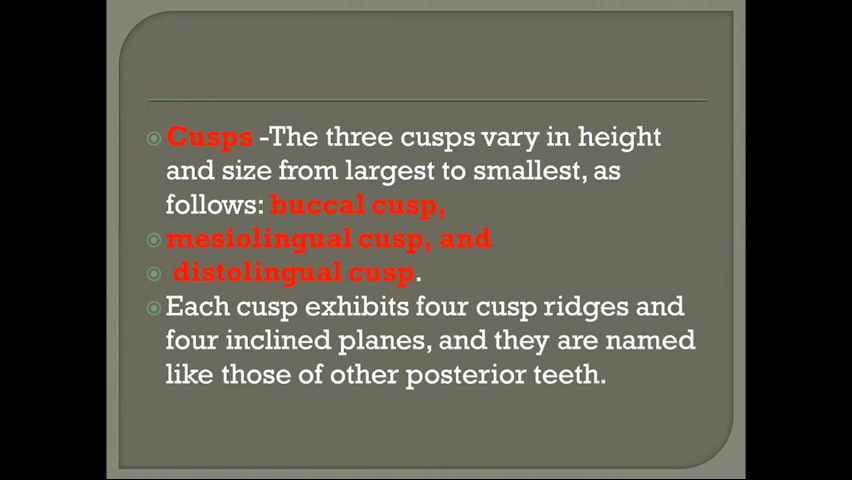 Cusps -The three cusps vary in height
and size from largest to smallest, as
follows: buccal cusp,
mesiolingual cusp, and
distolingual cusp.
Each cusp exhibits four cusp ridges and
four inclined planes, and they are named
like those of other posterior teeth.